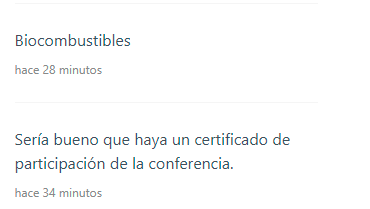 Biocombustibles
hace 28 minutos
Sería bueno que haya un certificado de
participación de la conferencia.
hace 34 minutos